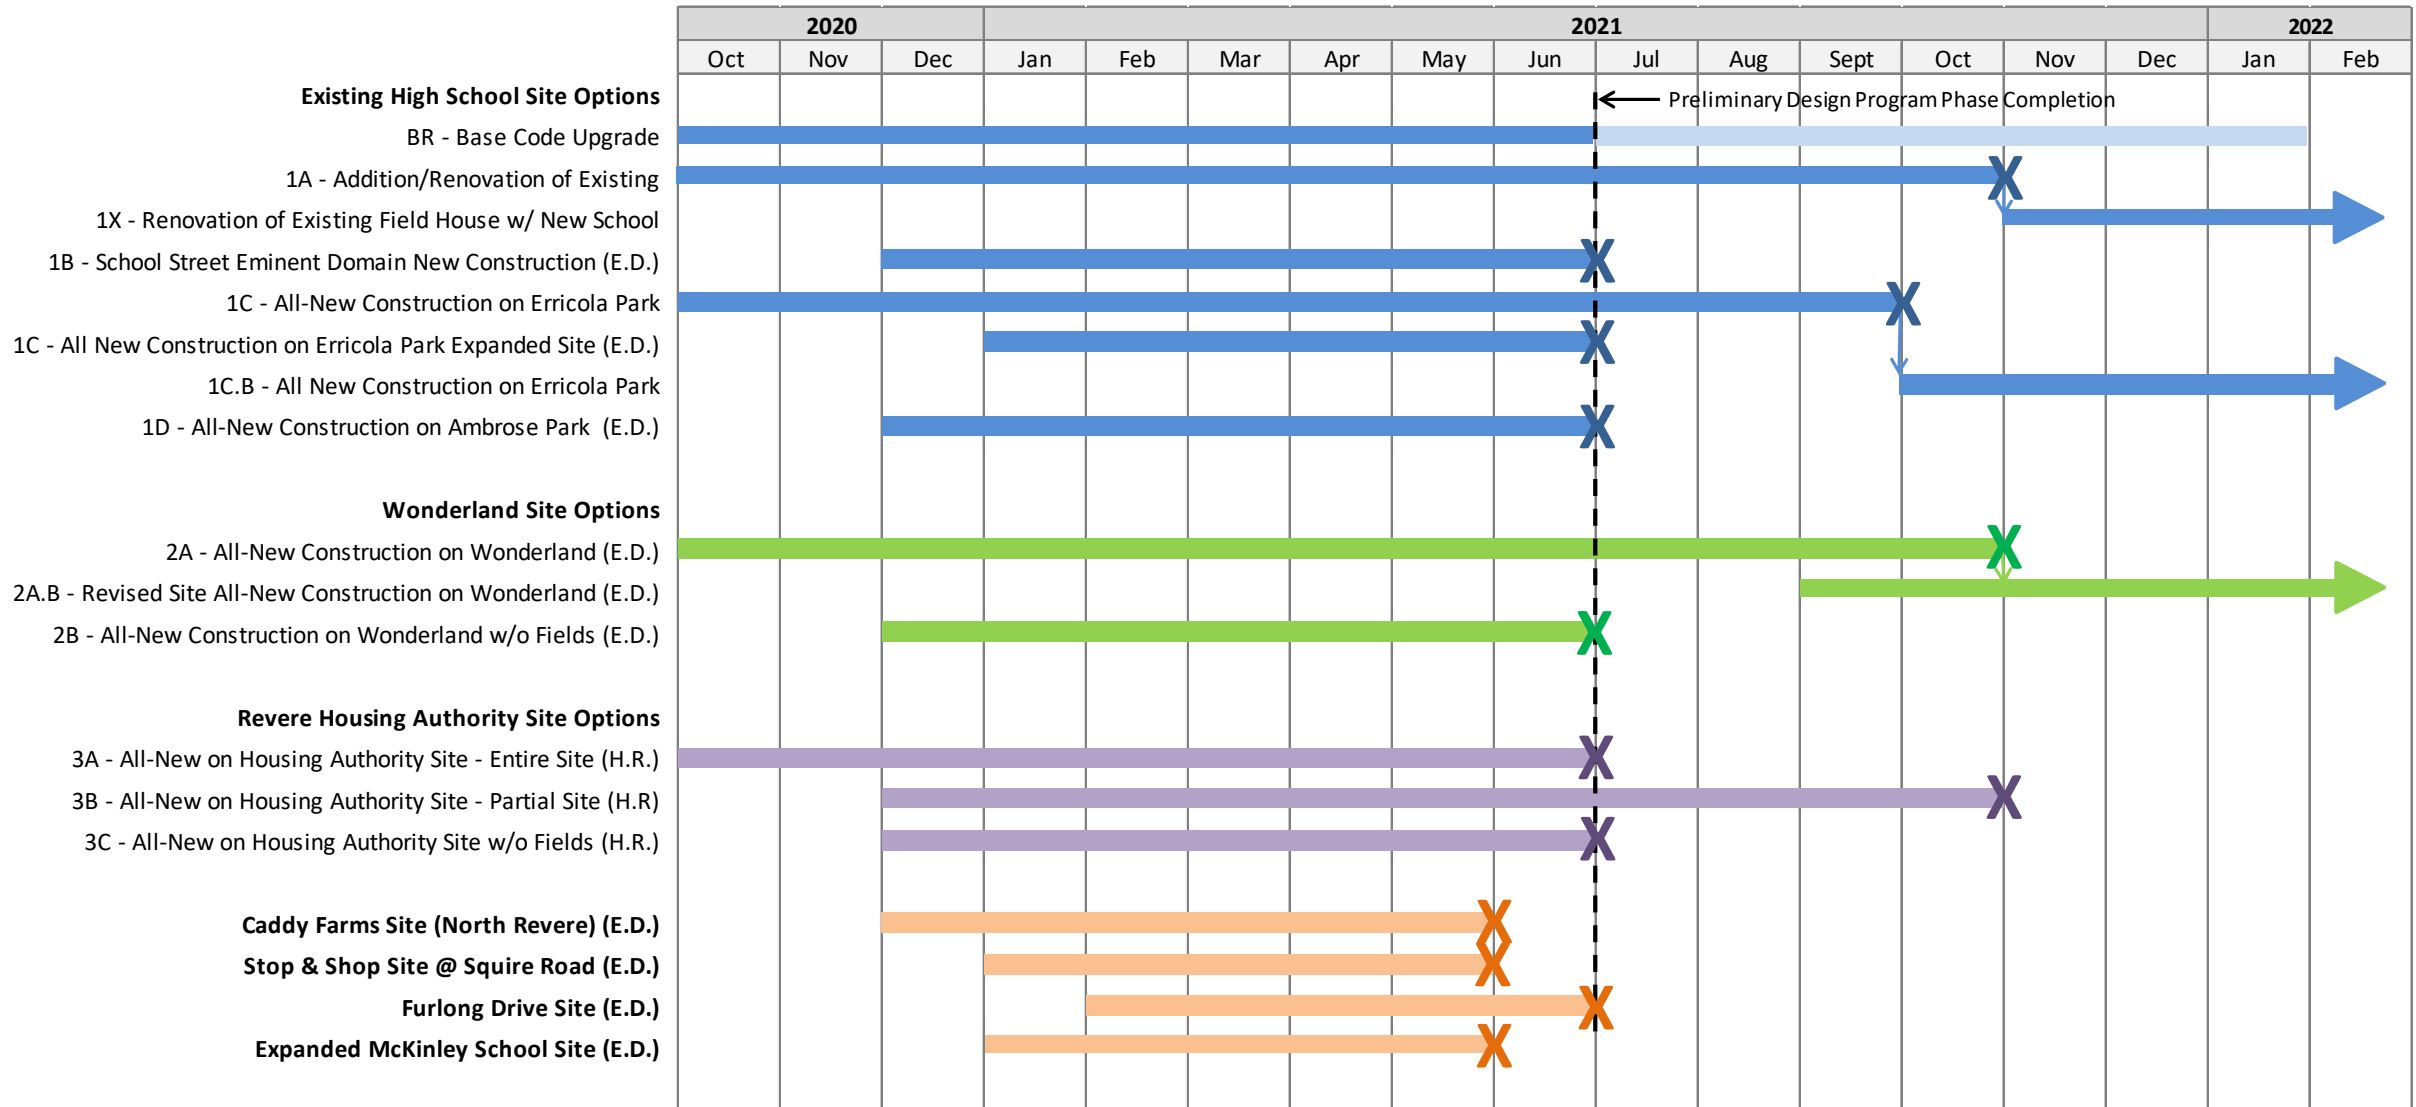 2020 2021 2022
Oct Nov Dec Jan Feb Mar Apr May Jun Jul Aug Sept Oct Nov Dec Jan Feb
Existing High School Site Options
Preliminary Design Program Phase Completion
BR - Base Code Upgrade
1A - Addition/Renovation of Existing
1X - Renovation of Existing Field House w/ New School
1B - School Street Eminent Domain New Construction (E.D.)
1C - All-New Construction on Erricola Park
1C - All New Construction on Erricola Park Expanded Site (E.D.)
1C.B - All New Construction on Erricola Park
1D - All-New Construction on Ambrose Park (E.D.)
Wonderland Site Options
2A - All-New Construction on Wonderland (E.D.)
2A.B - Revised Site All-New Construction on Wonderland (E.D.)
2B - All-New Construction on Wonderland w/o Fields (E.D.)
Revere Housing Authority Site Options
3A - All-New on Housing Authority Site - Entire Site (H.R.)
3B - All-New on Housing Authority Site - Partial Site (H.R)
3C - All-New on Housing Authority Site w/o Fields (H.R.)
Caddy Farms Site (North Revere) (E.D.)
Stop & Shop Site @ Squire Road (E.D.)
Furlong Drive Site (E.D.)
Expanded McKinley School Site (E.D.)